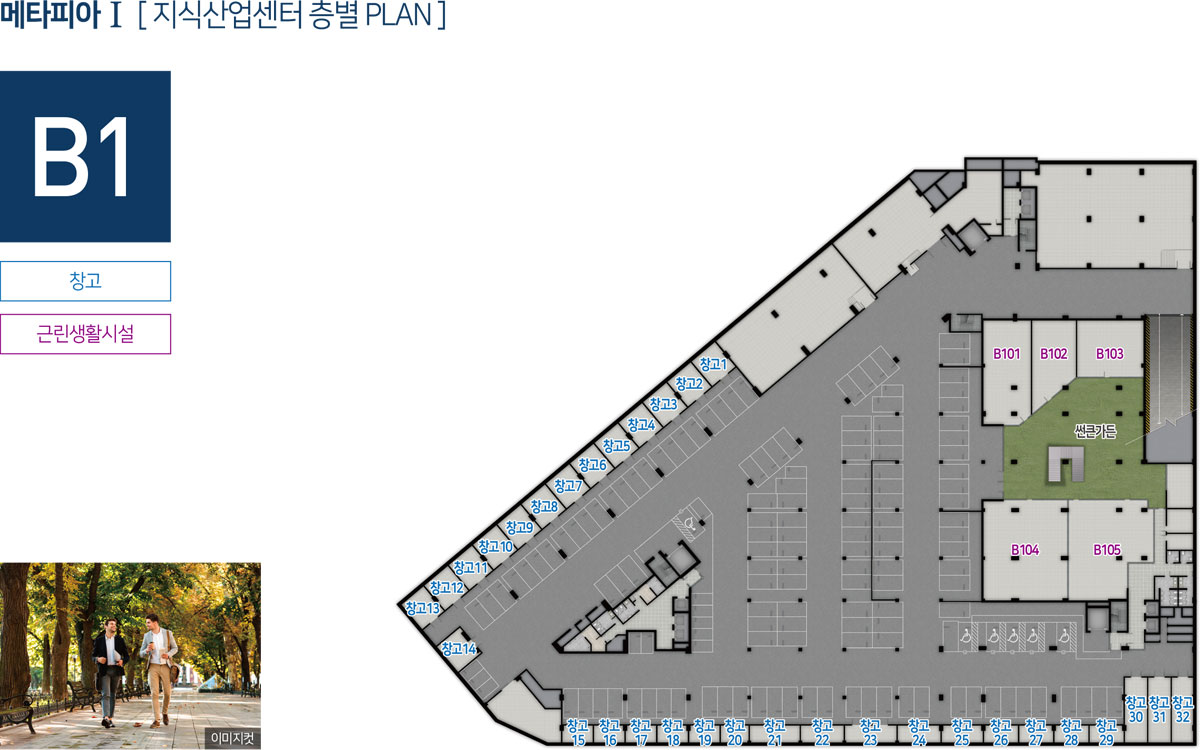 메타피아 I [ 지식산업센터 층별 PLAN ]
B1
창고
근린생활시설
B101
B102
B103
썬큰가든
B104
B105
창고1
창고2
창고3
창고4
창고5
창고6
창고7
창고8
창고9
창고10
창고11
창고12
창고13
창고14
창고
15
창고
16
창고
17
창고
18
창고
19
창고
20
창고
21
창고
22
창고
23
창고
24
창고
25
창고
26
창고
27
창고
28
창고
29
창고
30
창고
31
창고
32
이미지컷